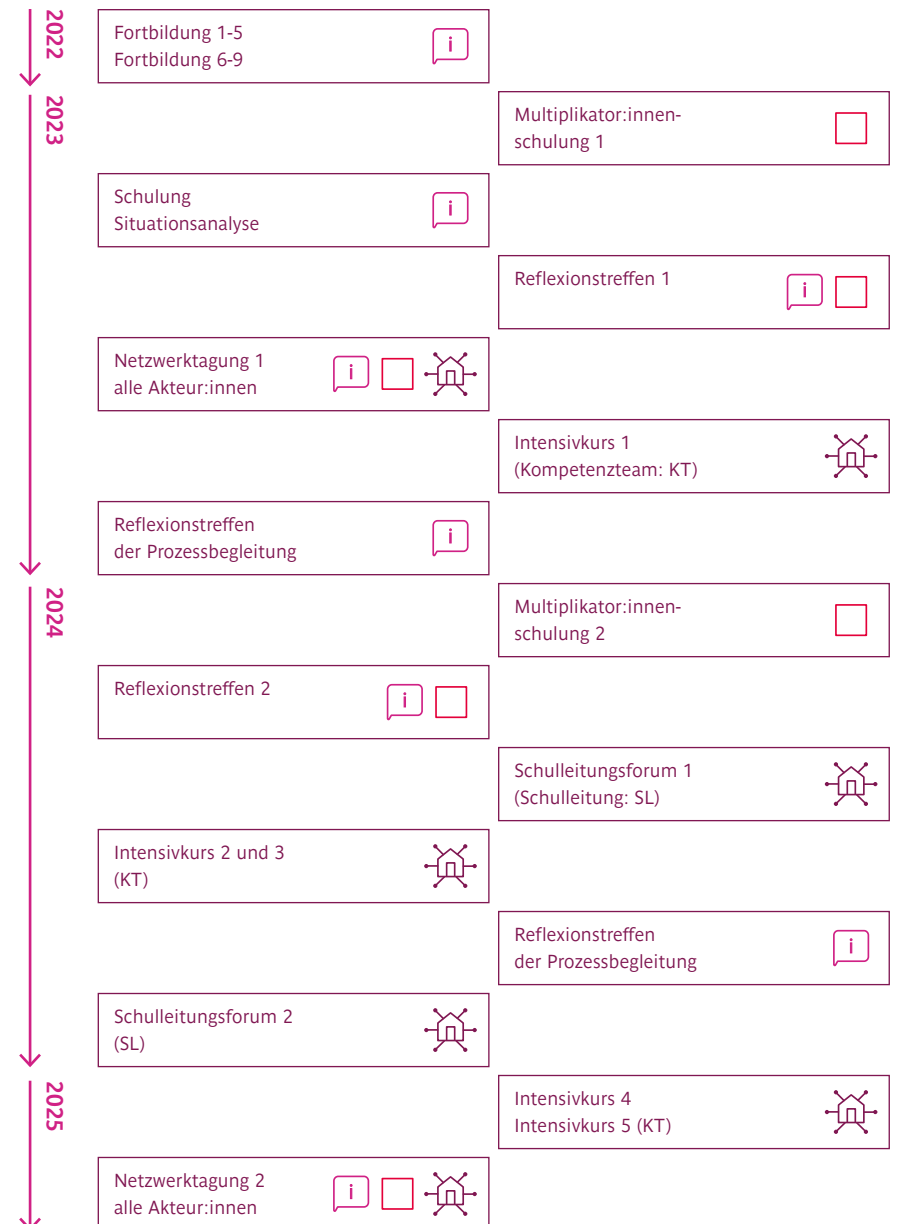 2022
Fortbildung 1-5
Fortbildung 6-9
i
2023
Multiplikator:innen-
schulung 1
Schulung
Situationsanalyse
i
Reflexionstreffen 1
i
Netzwerktagung 1
alle Akteur:innen
i
Intensivkurs 1
(Kompetenzteam: KT)
Reflexionstreffen
der Prozessbegleitung
i
2024
Multiplikator:innen-
schulung 2
Reflexionstreffen 2
i
Schulleitungsforum 1
(Schulleitung: SL)
Intensivkurs 2 und 3
(KT)
Reflexionstreffen
der Prozessbegleitung
i
Schulleitungsforum 2
(SL)
2025
Intensivkurs 4
Intensivkurs 5 (KT)
Netzwerktagung 2
alle Akteur:innen
i